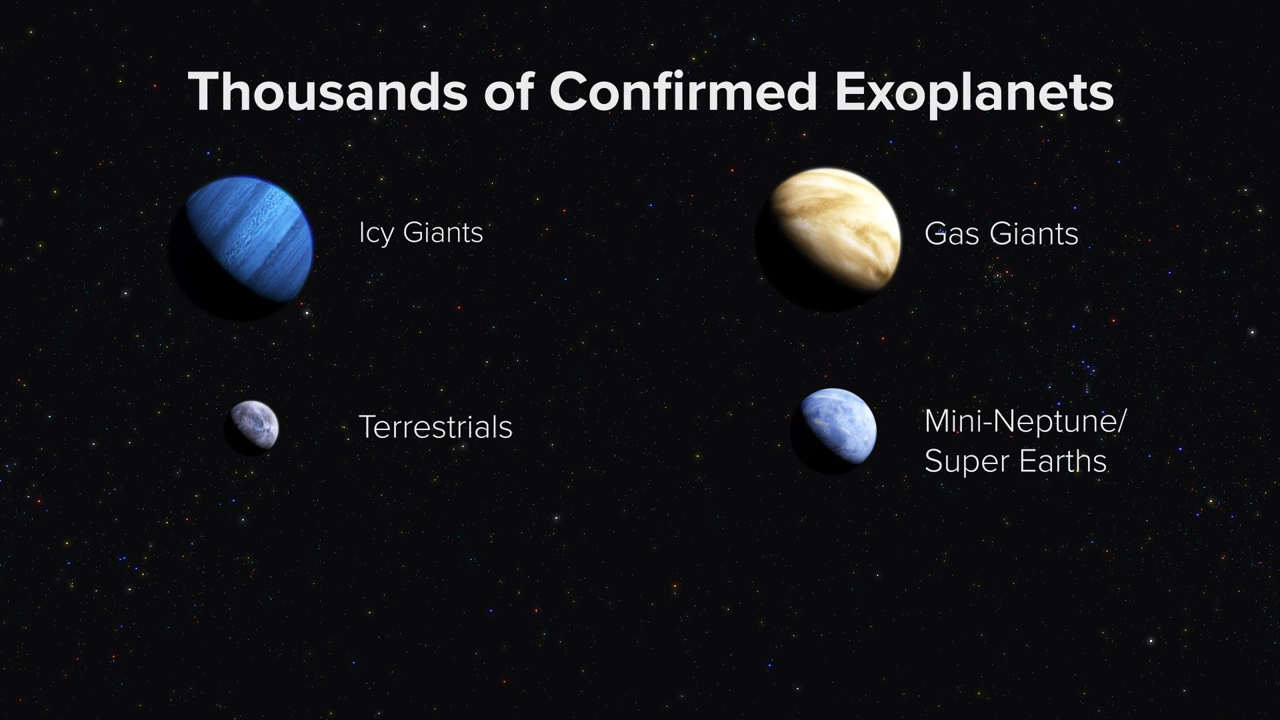 Thousands of Confirmed Exoplanets
Icy Giants
Gas Giants
Terrestrials
Mini-Neptune/
Super Earths